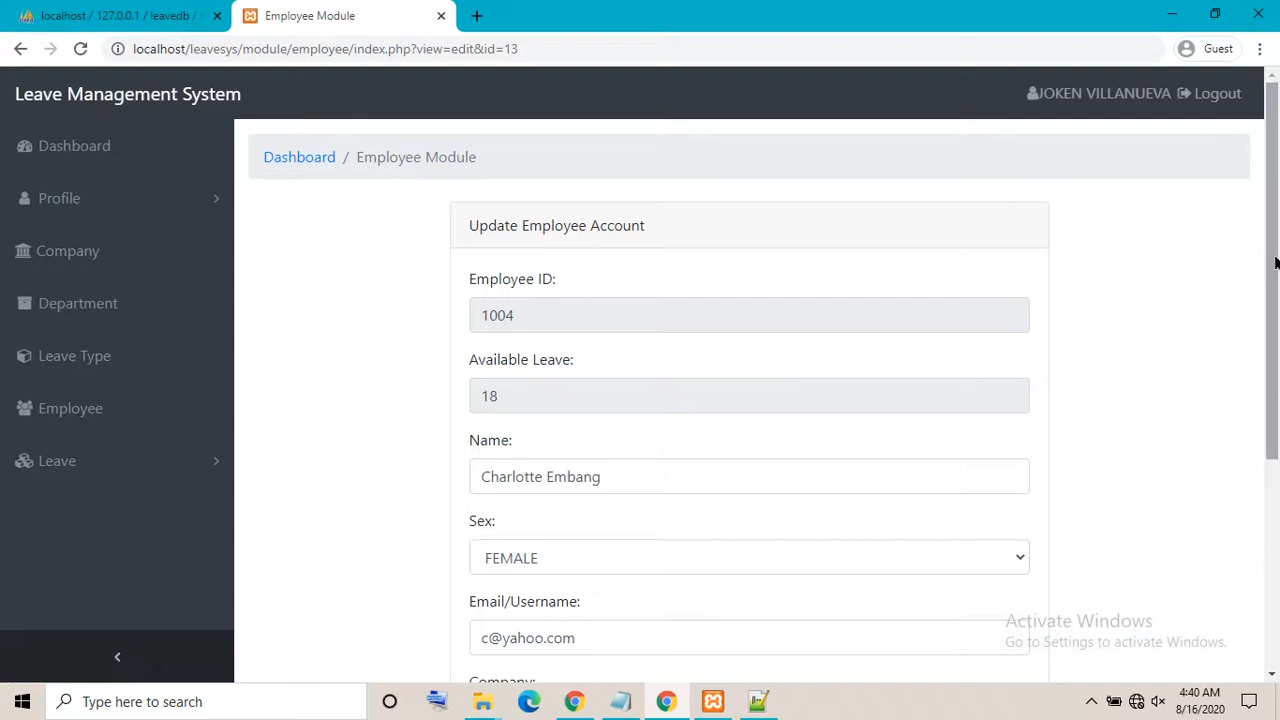 localhost / 127.0.0.1 / leavedb /
Employee Module
localhost/leavesys/module/employee/index.php?view=edit&id=13
Guest
Leave Management System
JOKEN VILLANUEVA Logout
Dashboard
Profile
Company
Department
Leave Type
Employee
Leave
Dashboard / Employee Module
Update Employee Account
Employee ID:
1004
Available Leave:
18
Name:
Charlotte Embang
Sex:
FEMALE
Email/Username:
c@yahoo.com
Company:
Activate Windows
Go to Settings to activate Windows.
Type here to search
4:40 AM
8/16/2020